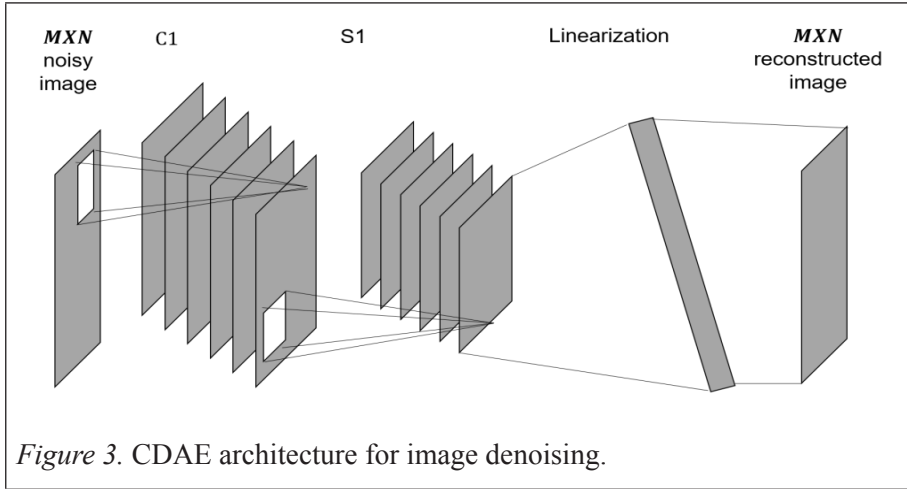 MXN
noisy
image
C1
S1
Linearization
MXN
reconstructed
image
Figure 3. CDAE architecture for image denoising.